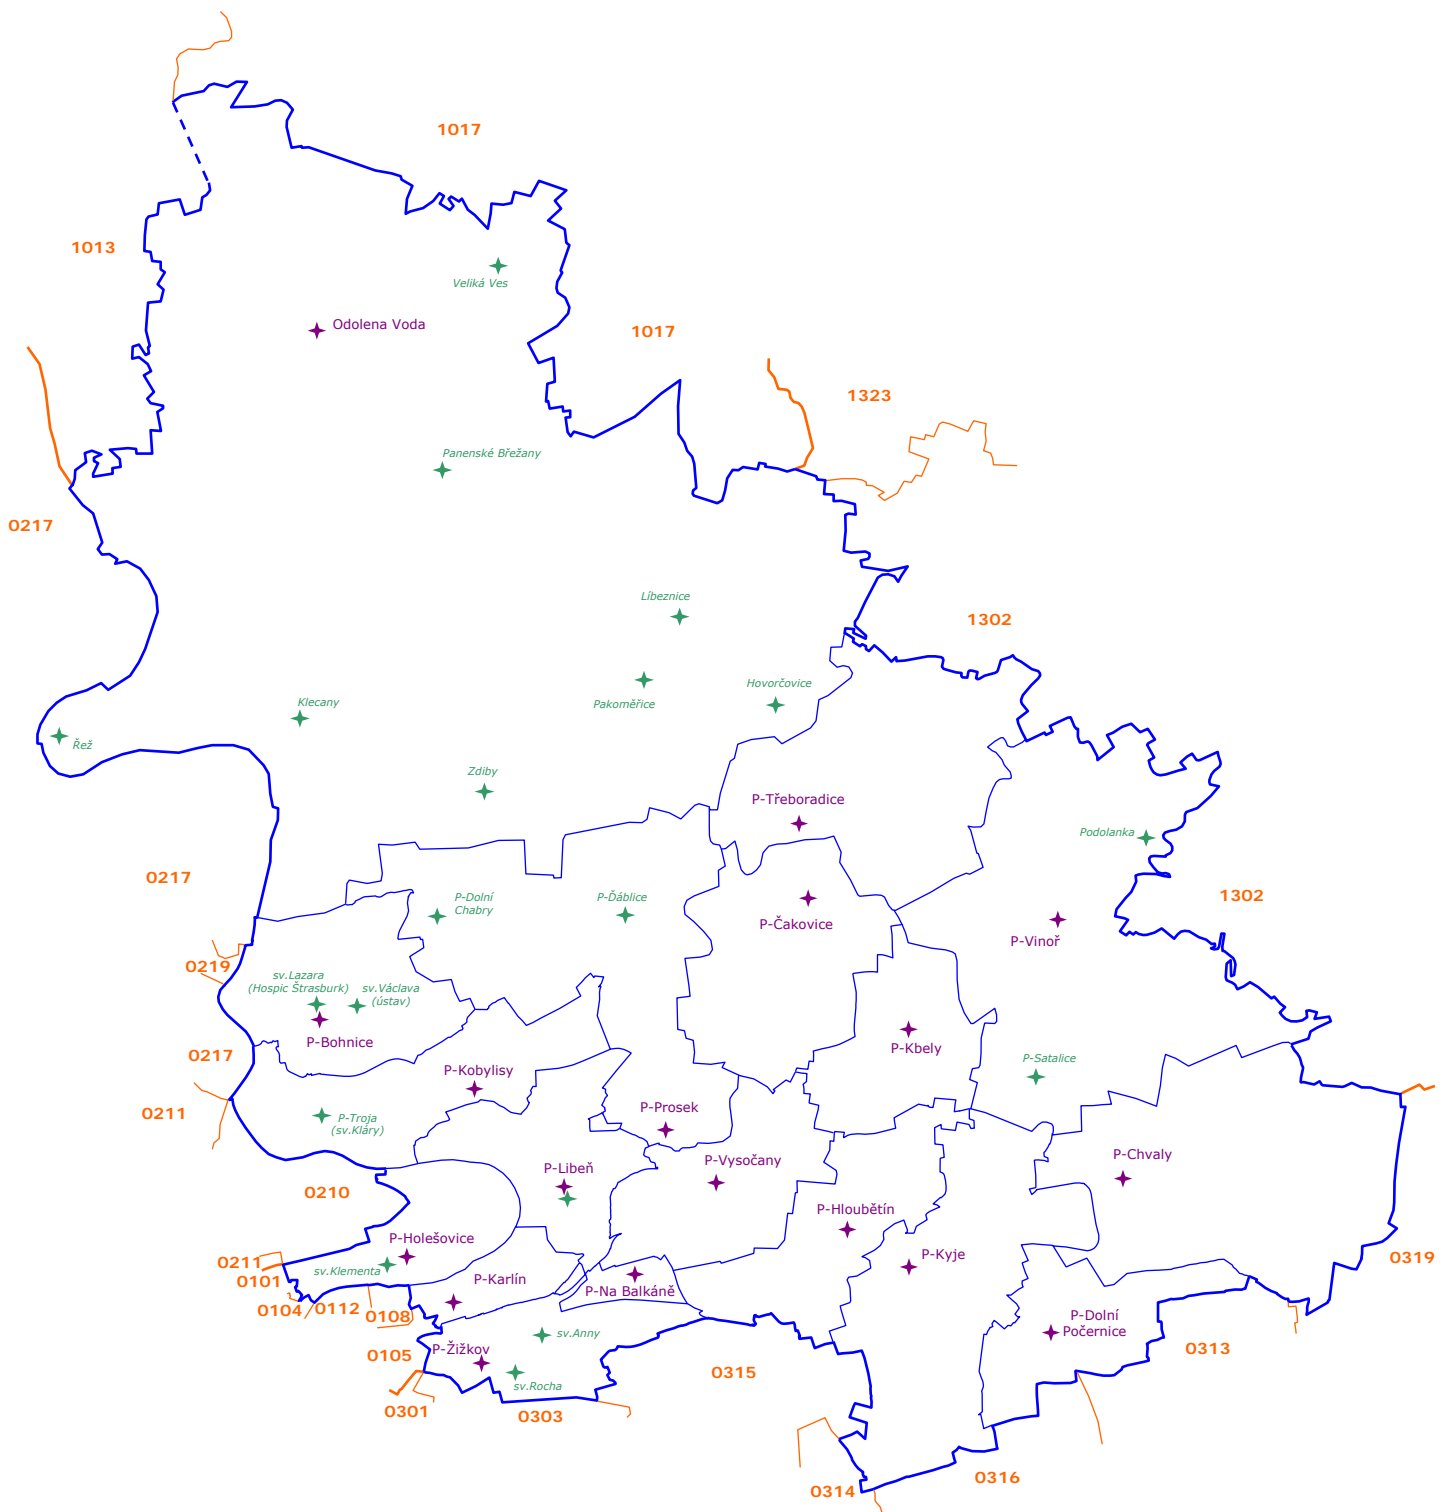 1017
1013
Veliká Ves
Odolena Voda
1017
1323
Panenské Břežany
0217
Líbeznice
1302
Hovorčovice
Pakoměřice
Klecany
Řež
Zdiby
P-Třeboradice
Podolanka
0217
P-Dolní
Chabry
P-Ďáblice
P-Čakovice
1302
P-Vinoř
0219
sv.Lazara
(Hospic Štrasburk)
sv.Václava
(ústav)
P-Bohnice
P-Kbely
0217
P-Satalice
P-Kobylisy
0211
P-Troja
(sv.Kláry)
P-Prosek
P-Chvaly
P-Vysočany
P-Libeň
0210
P-Hloubětín
P-Holešovice
P-Kyje
0211
sv.Klementa
0319
0101
P-Karlín
P-Na Balkáně
0104
0112
0108
P-Dolní
Počernice
sv.Anny
P-Žižkov
0105
0313
0315
sv.Rocha
0301
0303
0316
0314